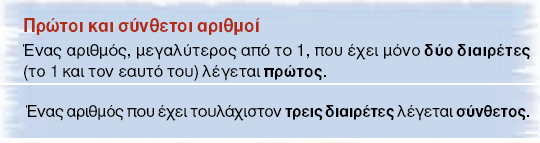 Πρώτοι και σύνθετοι αριθμοί
Ένας αριθμός, μεγαλύτερος από το 1, που έχει μόνο δύο διαιρέτες
(το 1 και τον εαυτό του) λέγεται πρώτος.
Ένας αριθμός που έχει τουλάχιστον τρεις διαιρέτες λέγεται σύνθετος.